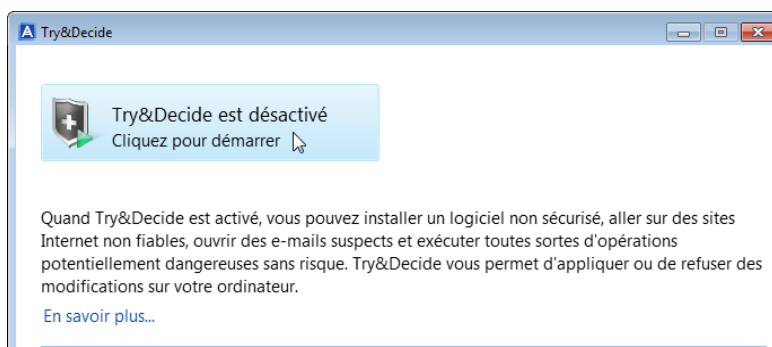 Try&Decide
Try&Decide est désactivé
Cliquez pour démarrer
Quand Try&Decide est activé, vous pouvez installer un logiciel non sécurisé, aller sur des sites
Internet non fiables, ouvrir des e-mails suspects et exécuter toutes sortes d'opérations
potentiellement dangereuses sans risque. Try&Decide vous permet d'appliquer ou de refuser des
modifications sur votre ordinateur.
En savoir plus...